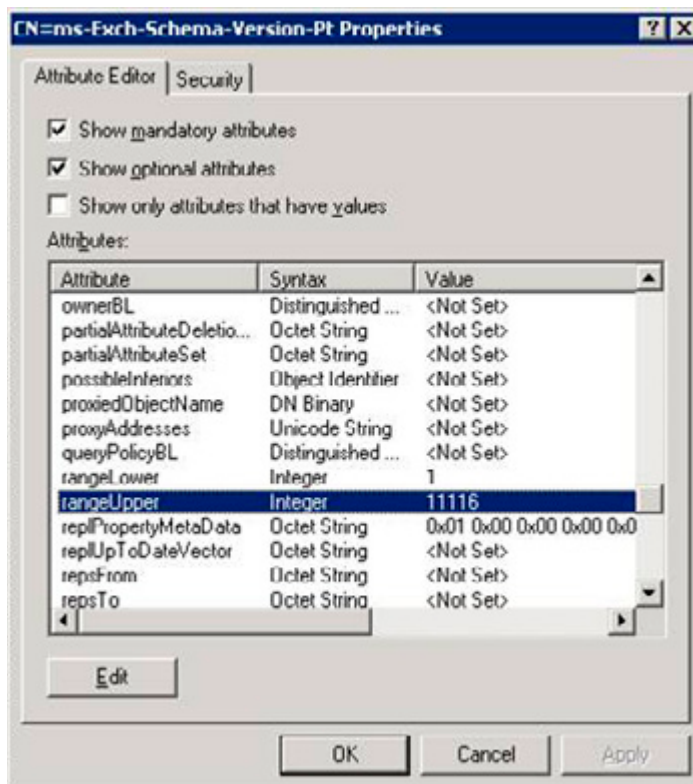 CN=ms-Exch-Schema-Version-Pt Properties
Attribute Editor Security
Show mandatory attributes
Show optional attributes
Show only attributes that have values
Attributes:
Attribute Syntax Value
ownerBL Distinguished ... <Not Set>
partialAttributeDeletio... Octet String <Not Set>
partialAttributeSet Octet String <Not Set>
possibleInferiors Object Identifier <Not Set>
proxiedObjectName DN Binary <Not Set>
proxyAddresses Unicode String <Not Set>
queryPolicyBL Distinguished ... <Not Set>
rangeLower Integer 1
rangeUpper Integer 11116
replPropertyMetaData Octet String 0x01 0x00 0x00 0x00 0x0
replUpToDateVector Octet String <Not Set>
repsFrom Octet String <Not Set>
repsTo Octet String <Not Set>
Edit
OK Cancel Apply